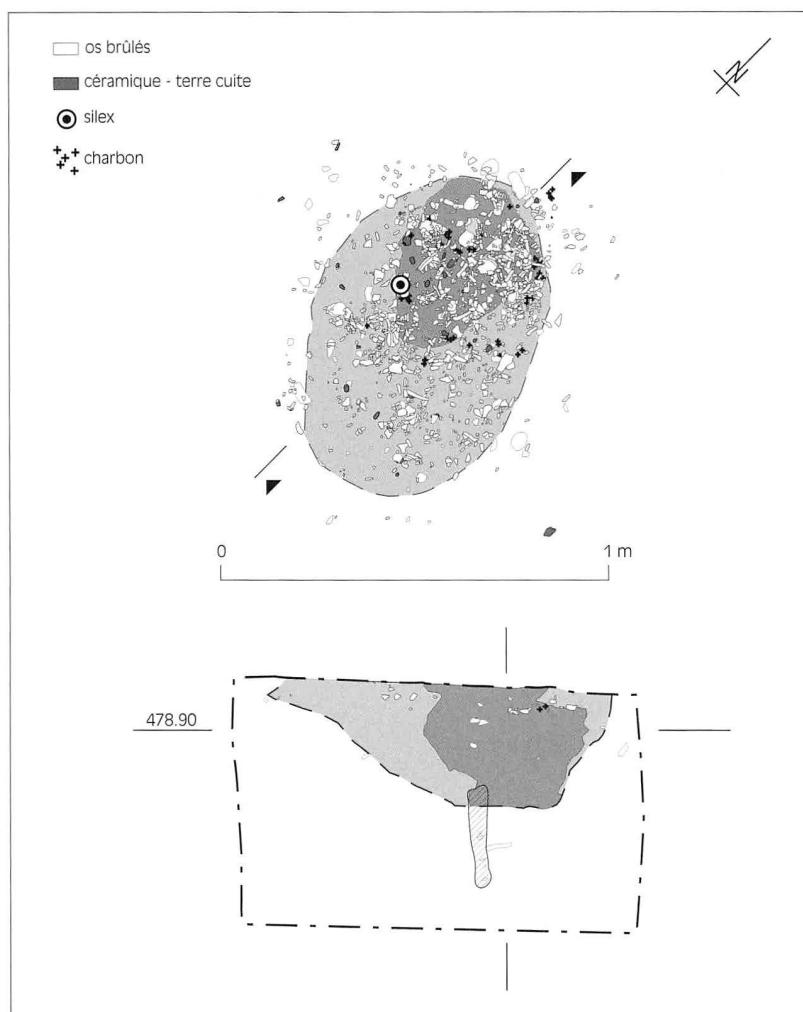 os brûlés
céramique - terre cuite
silex
charbon
N
0 1 m
478.90